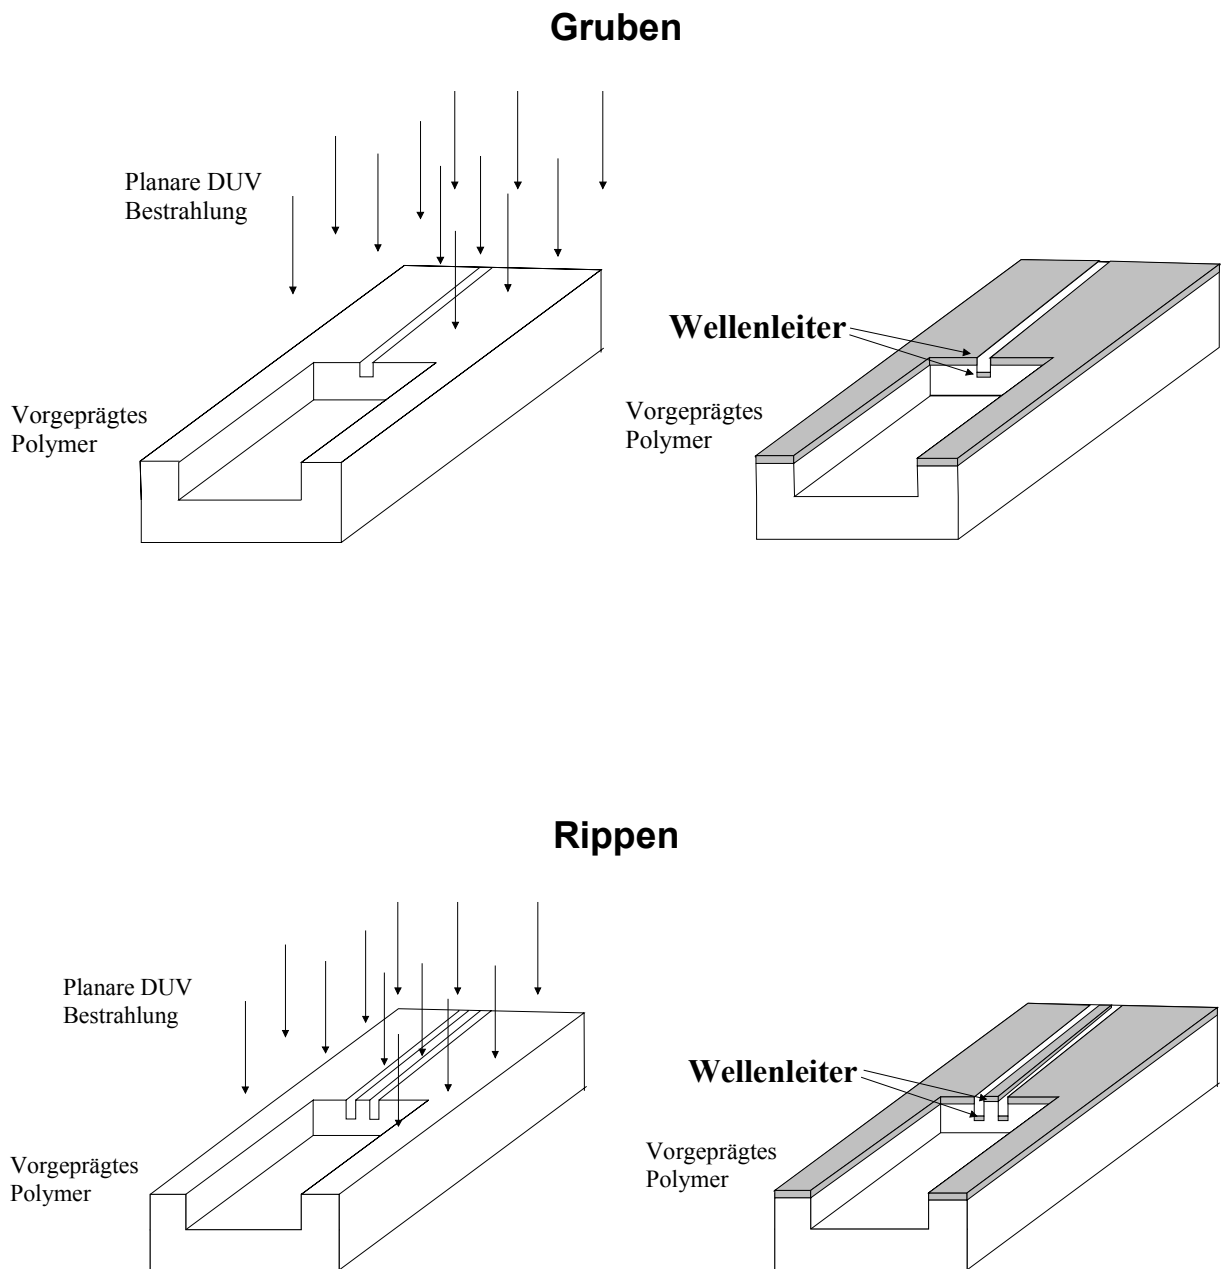 Gruben
Planare DUV
Bestrahlung
Wellenleiter
Vorgeprägtes
Polymer
Vorgeprägtes
Polymer
Rippen
Planare DUV
Bestrahlung
Wellenleiter
Vorgeprägtes
Polymer
Vorgeprägtes
Polymer